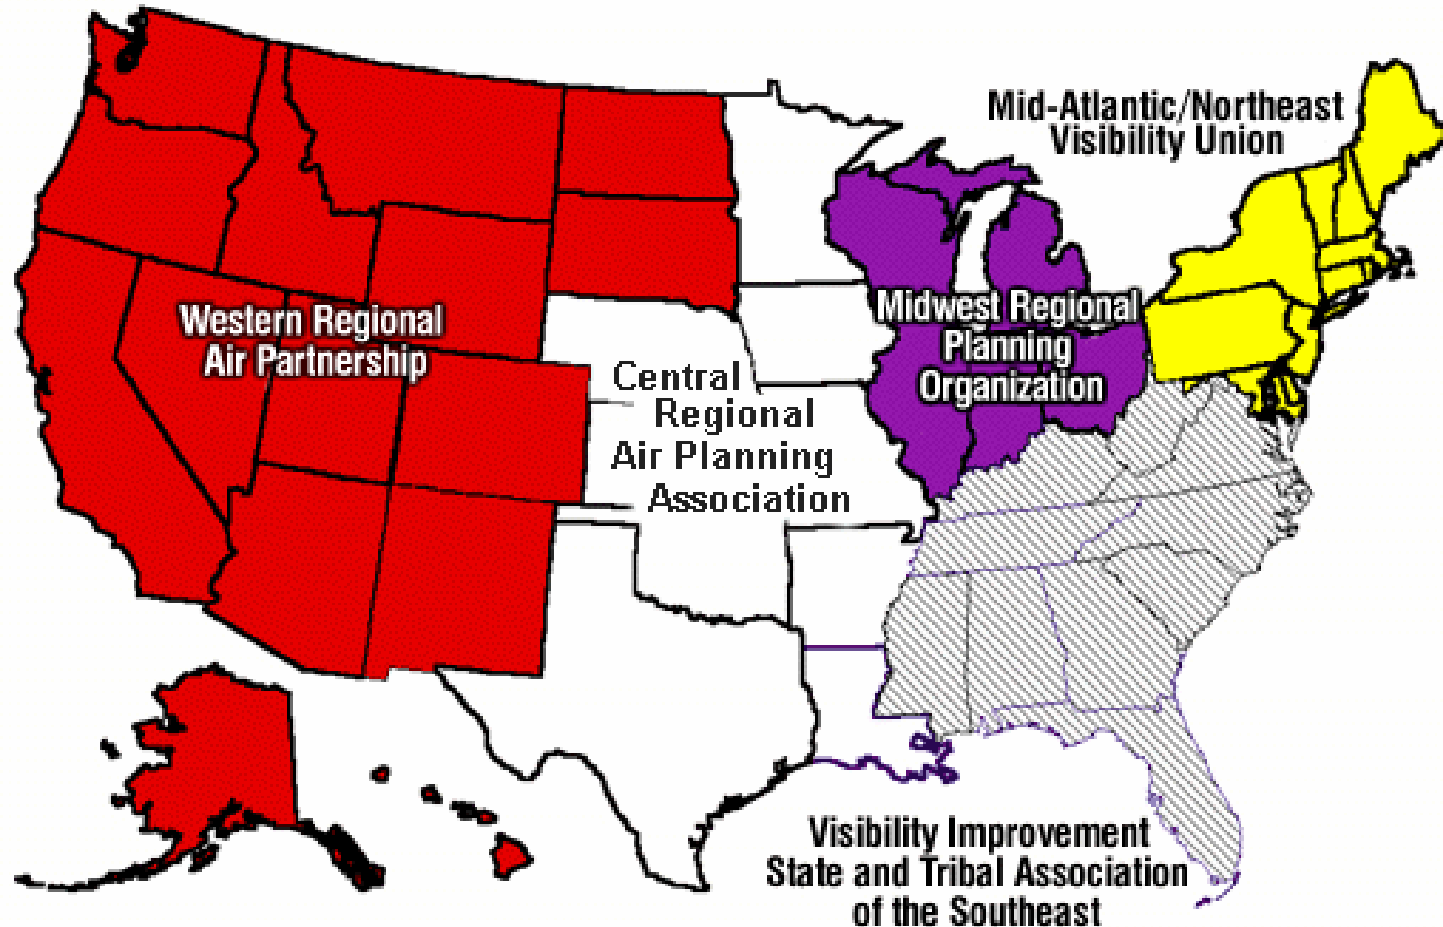 Mid-Atlantic/Northeast
Visibility Union
Western Regional
Air Partnership
Midwest Regional
Planning
Organization
Central
Regional
Air Planning
Association
Visibility Improvement
State and Tribal Association
of the Southeast